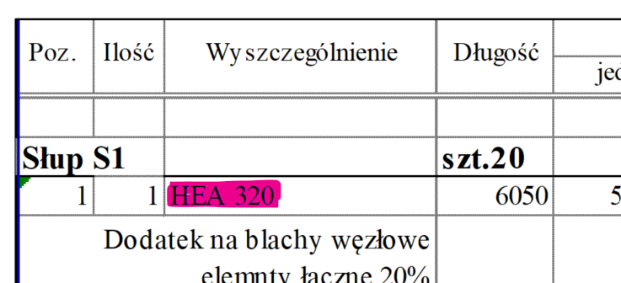 Poz. Ilość Wyszczególnienie Długość
jed
Słup S1 szt.20
1 1 HEA 320 6050 5
Dodatek na blachy węzłowe
elemnty łączne 20%